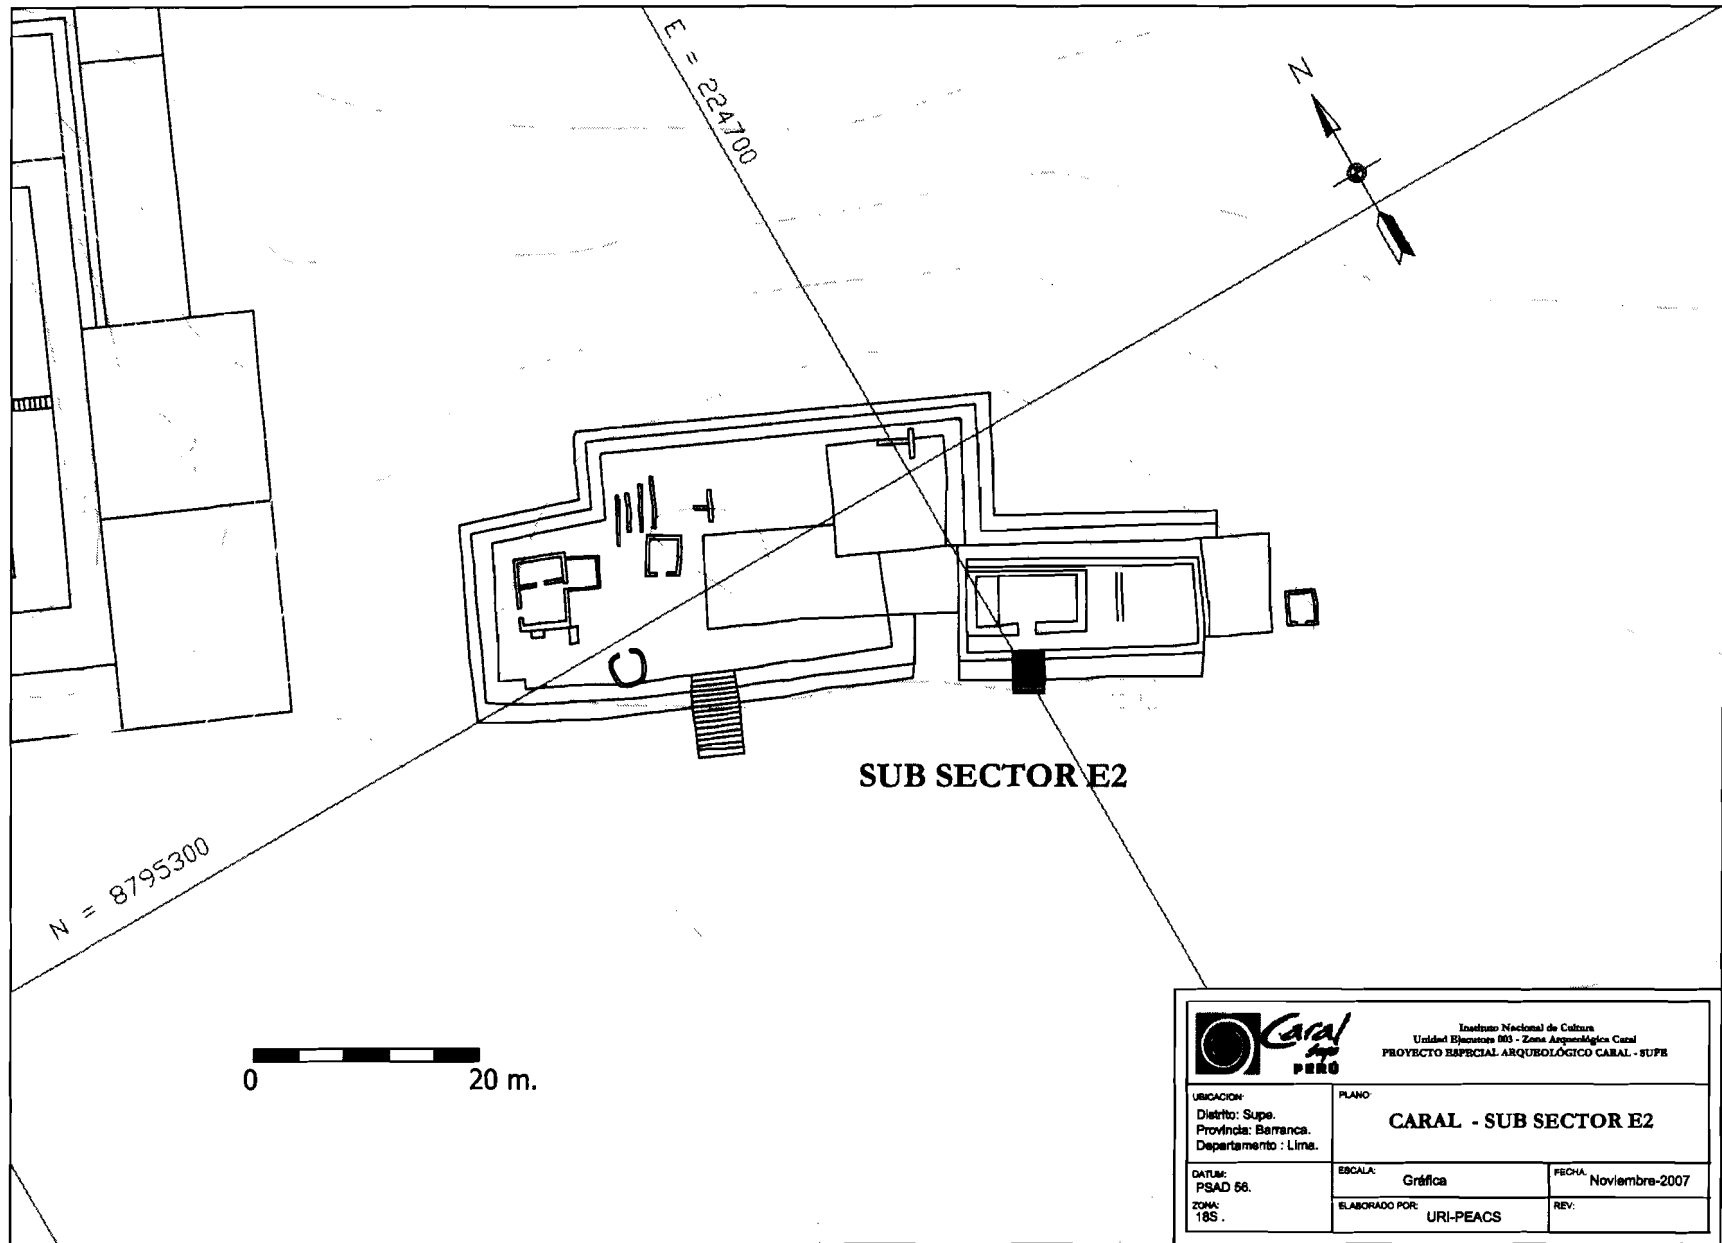 E = 224700
N
SUB SECTOR E2
N = 8795300
0 20 m.
Caral
Supe
PERÚ
Instituto Nacional de Cultura
Unidad Ejecutora 003 - Zona Arqueológica Caral
PROYECTO ESPECIAL ARQUEOLÓGICO CARAL - SUPE
UBICACION:
Distrito: Supe.
Provincia: Barranca.
Departamento : Lima.
PLANO:
CARAL - SUB SECTOR E2
DATUM:
PSAD 56.
ZONA:
18S .
ESCALA:
Gráfica
FECHA:
Noviembre-2007
ELABORADO POR:
URI-PEACS
REV: